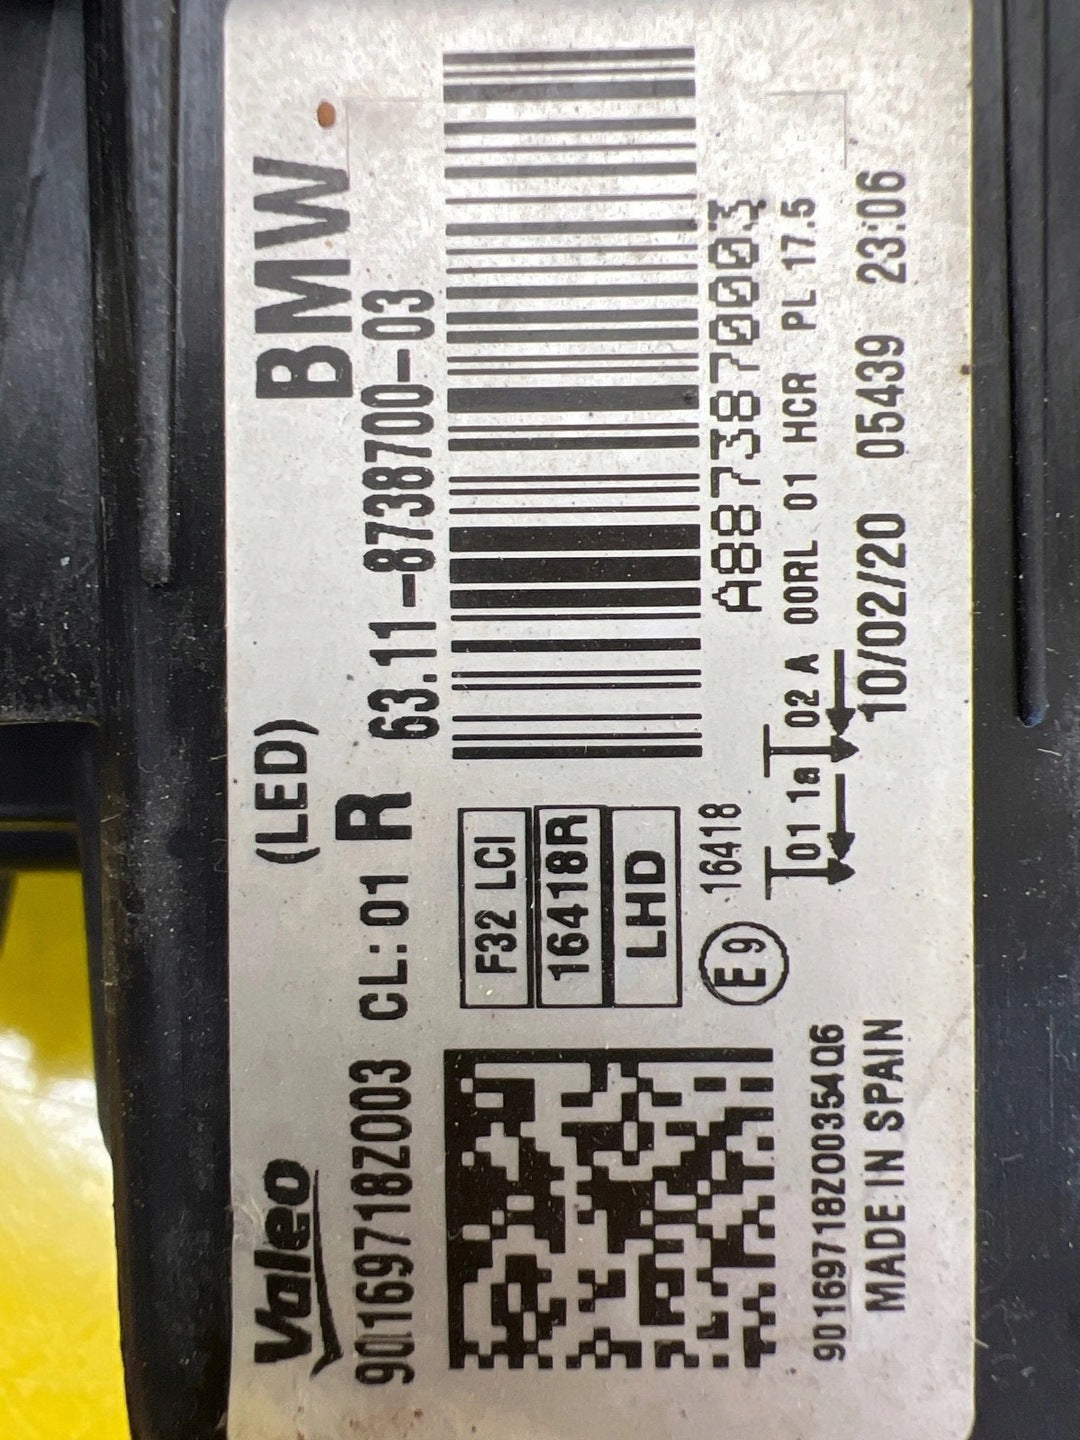 Valeo (LED) BMW
90169718Z003 CL:01 R 63.11-8738700-03
F32 LCI
16418R
LHD
A88738700003
E9 16418
01 1a 02 A 00RL 01 HCR PL 17.5
90169718Z00354Q6
MADE IN SPAIN 10/02/20 05439 23:06